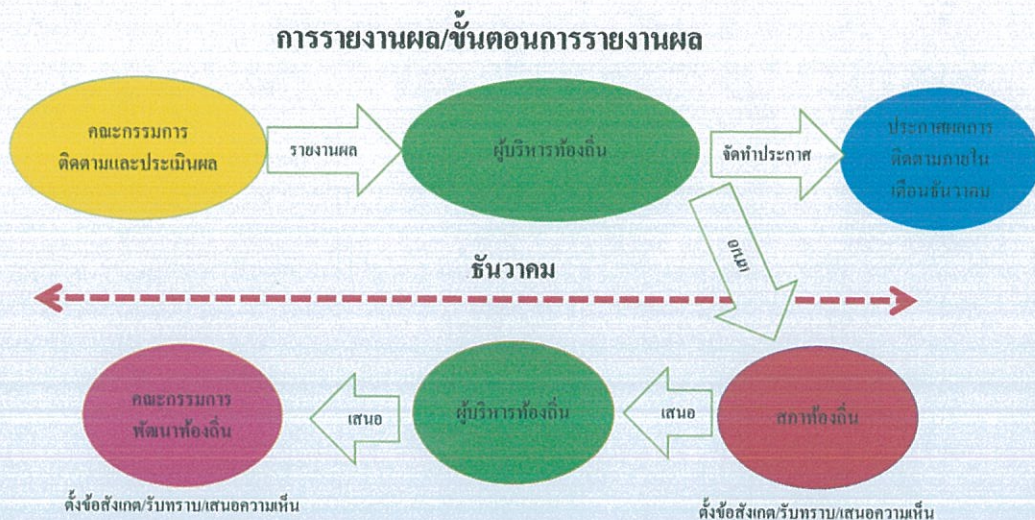 การรายงานผล/ขั้นตอนการรายงานผล
คณะกรรมการ
ติดตามและประเมินผล
รายงานผล
ผู้บริหารท้องถิ่น
จัดทำประกาศ
ประกาศผลการ
ติดตามภายใน
เดือนธันวาคม
เสนอ
ธันวาคม
คณะกรรมการ
พัฒนาท้องถิ่น
เสนอ
ผู้บริหารท้องถิ่น
เสนอ
สภาท้องถิ่น
ตั้งข้อสังเกต/รับทราบ/เสนอความเห็น
ตั้งข้อสังเกต/รับทราบ/เสนอความเห็น